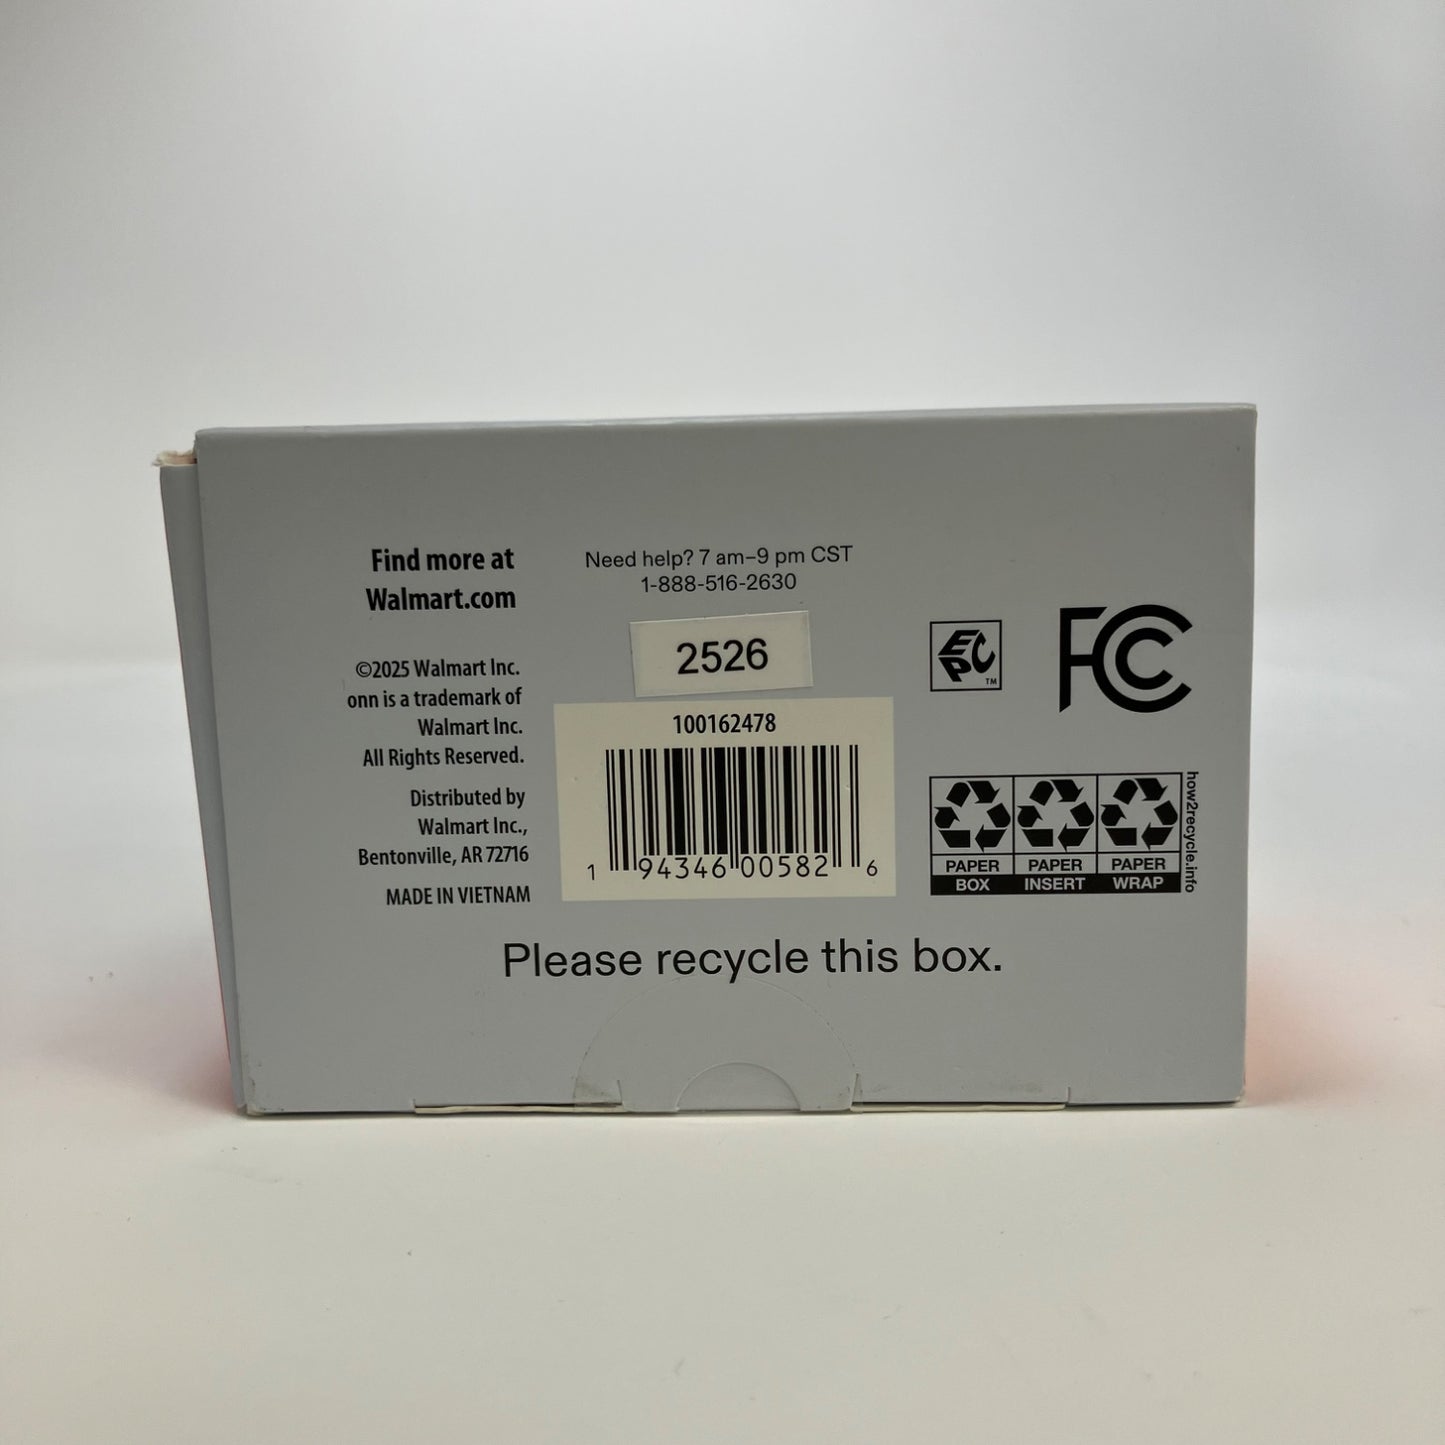 Find more at
Walmart.com
©2025 Walmart Inc.
onn is a trademark of
Walmart Inc.
All Rights Reserved.
Distributed by
Walmart Inc.,
Bentonville, AR 72716
MADE IN VIETNAM
Need help? 7 am–9 pm CST
1-888-516-2630
2526
100162478
1 94346 00582 6
EPC™
FC
PAPER PAPER PAPER
BOX INSERT WRAP
how2recycle.info
Please recycle this box.